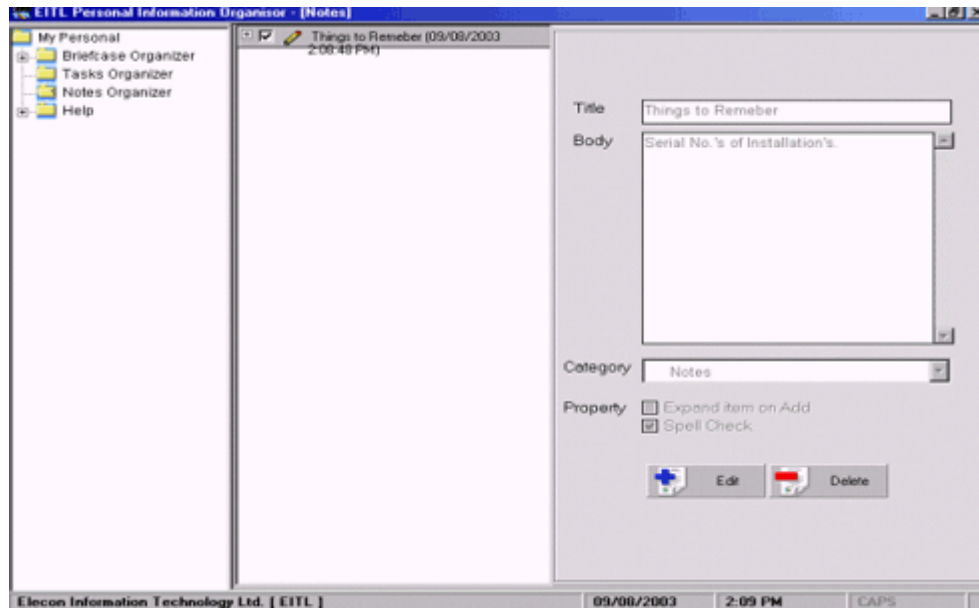 EITL Personal Information Organisor - [Notes]
My Personal
Briefcase Organizer
Tasks Organizer
Notes Organizer
Help
Things to Remeber (09/08/2003
2:08:48 PM)
Title
Things to Remeber
Body
Serial No.'s of Installation's.
Category
Notes
Property
Expand item on Add
Spell Check
Edit
Delete
Elecon Information Technology Ltd. [ EITL ]
09/08/2003
2:09 PM
CAPS